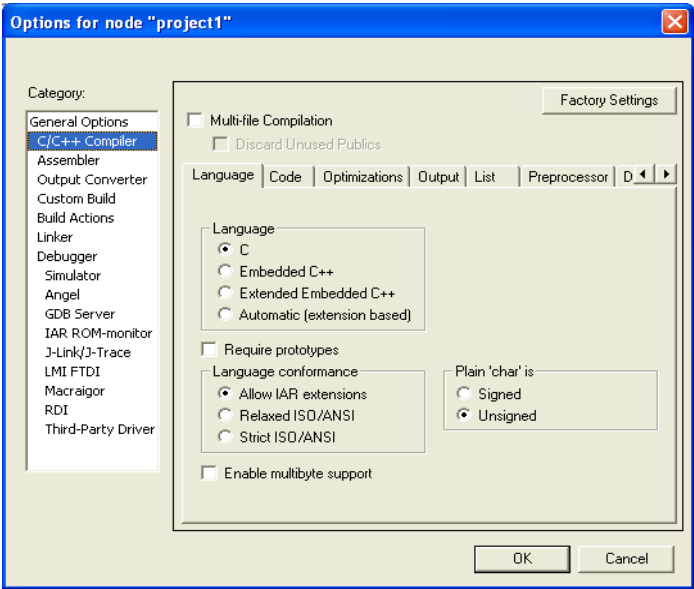 Options for node "project1"
Category:
Factory Settings
General Options
C/C++ Compiler
Assembler
Output Converter
Custom Build
Build Actions
Linker
Debugger
Simulator
Angel
GDB Server
IAR ROM-monitor
J-Link/J-Trace
LMI FTDI
Macraigor
RDI
Third-Party Driver
Multi-file Compilation
Discard Unused Publics
Language Code Optimizations Output List Preprocessor D
Language
C
Embedded C++
Extended Embedded C++
Automatic (extension based)
Require prototypes
Language conformance
Allow IAR extensions
Relaxed ISO/ANSI
Strict ISO/ANSI
Plain 'char' is
Signed
Unsigned
Enable multibyte support
OK Cancel